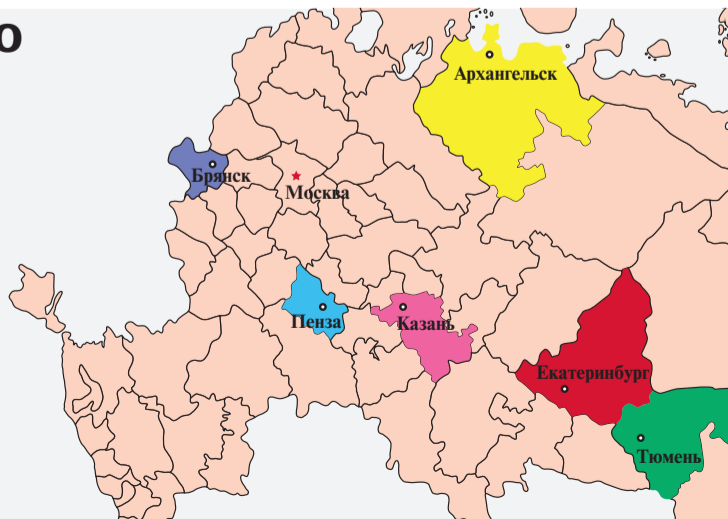 о
Архангельск
Брянск
Москва
Пенза
Казань
Екатеринбург
Тюмень